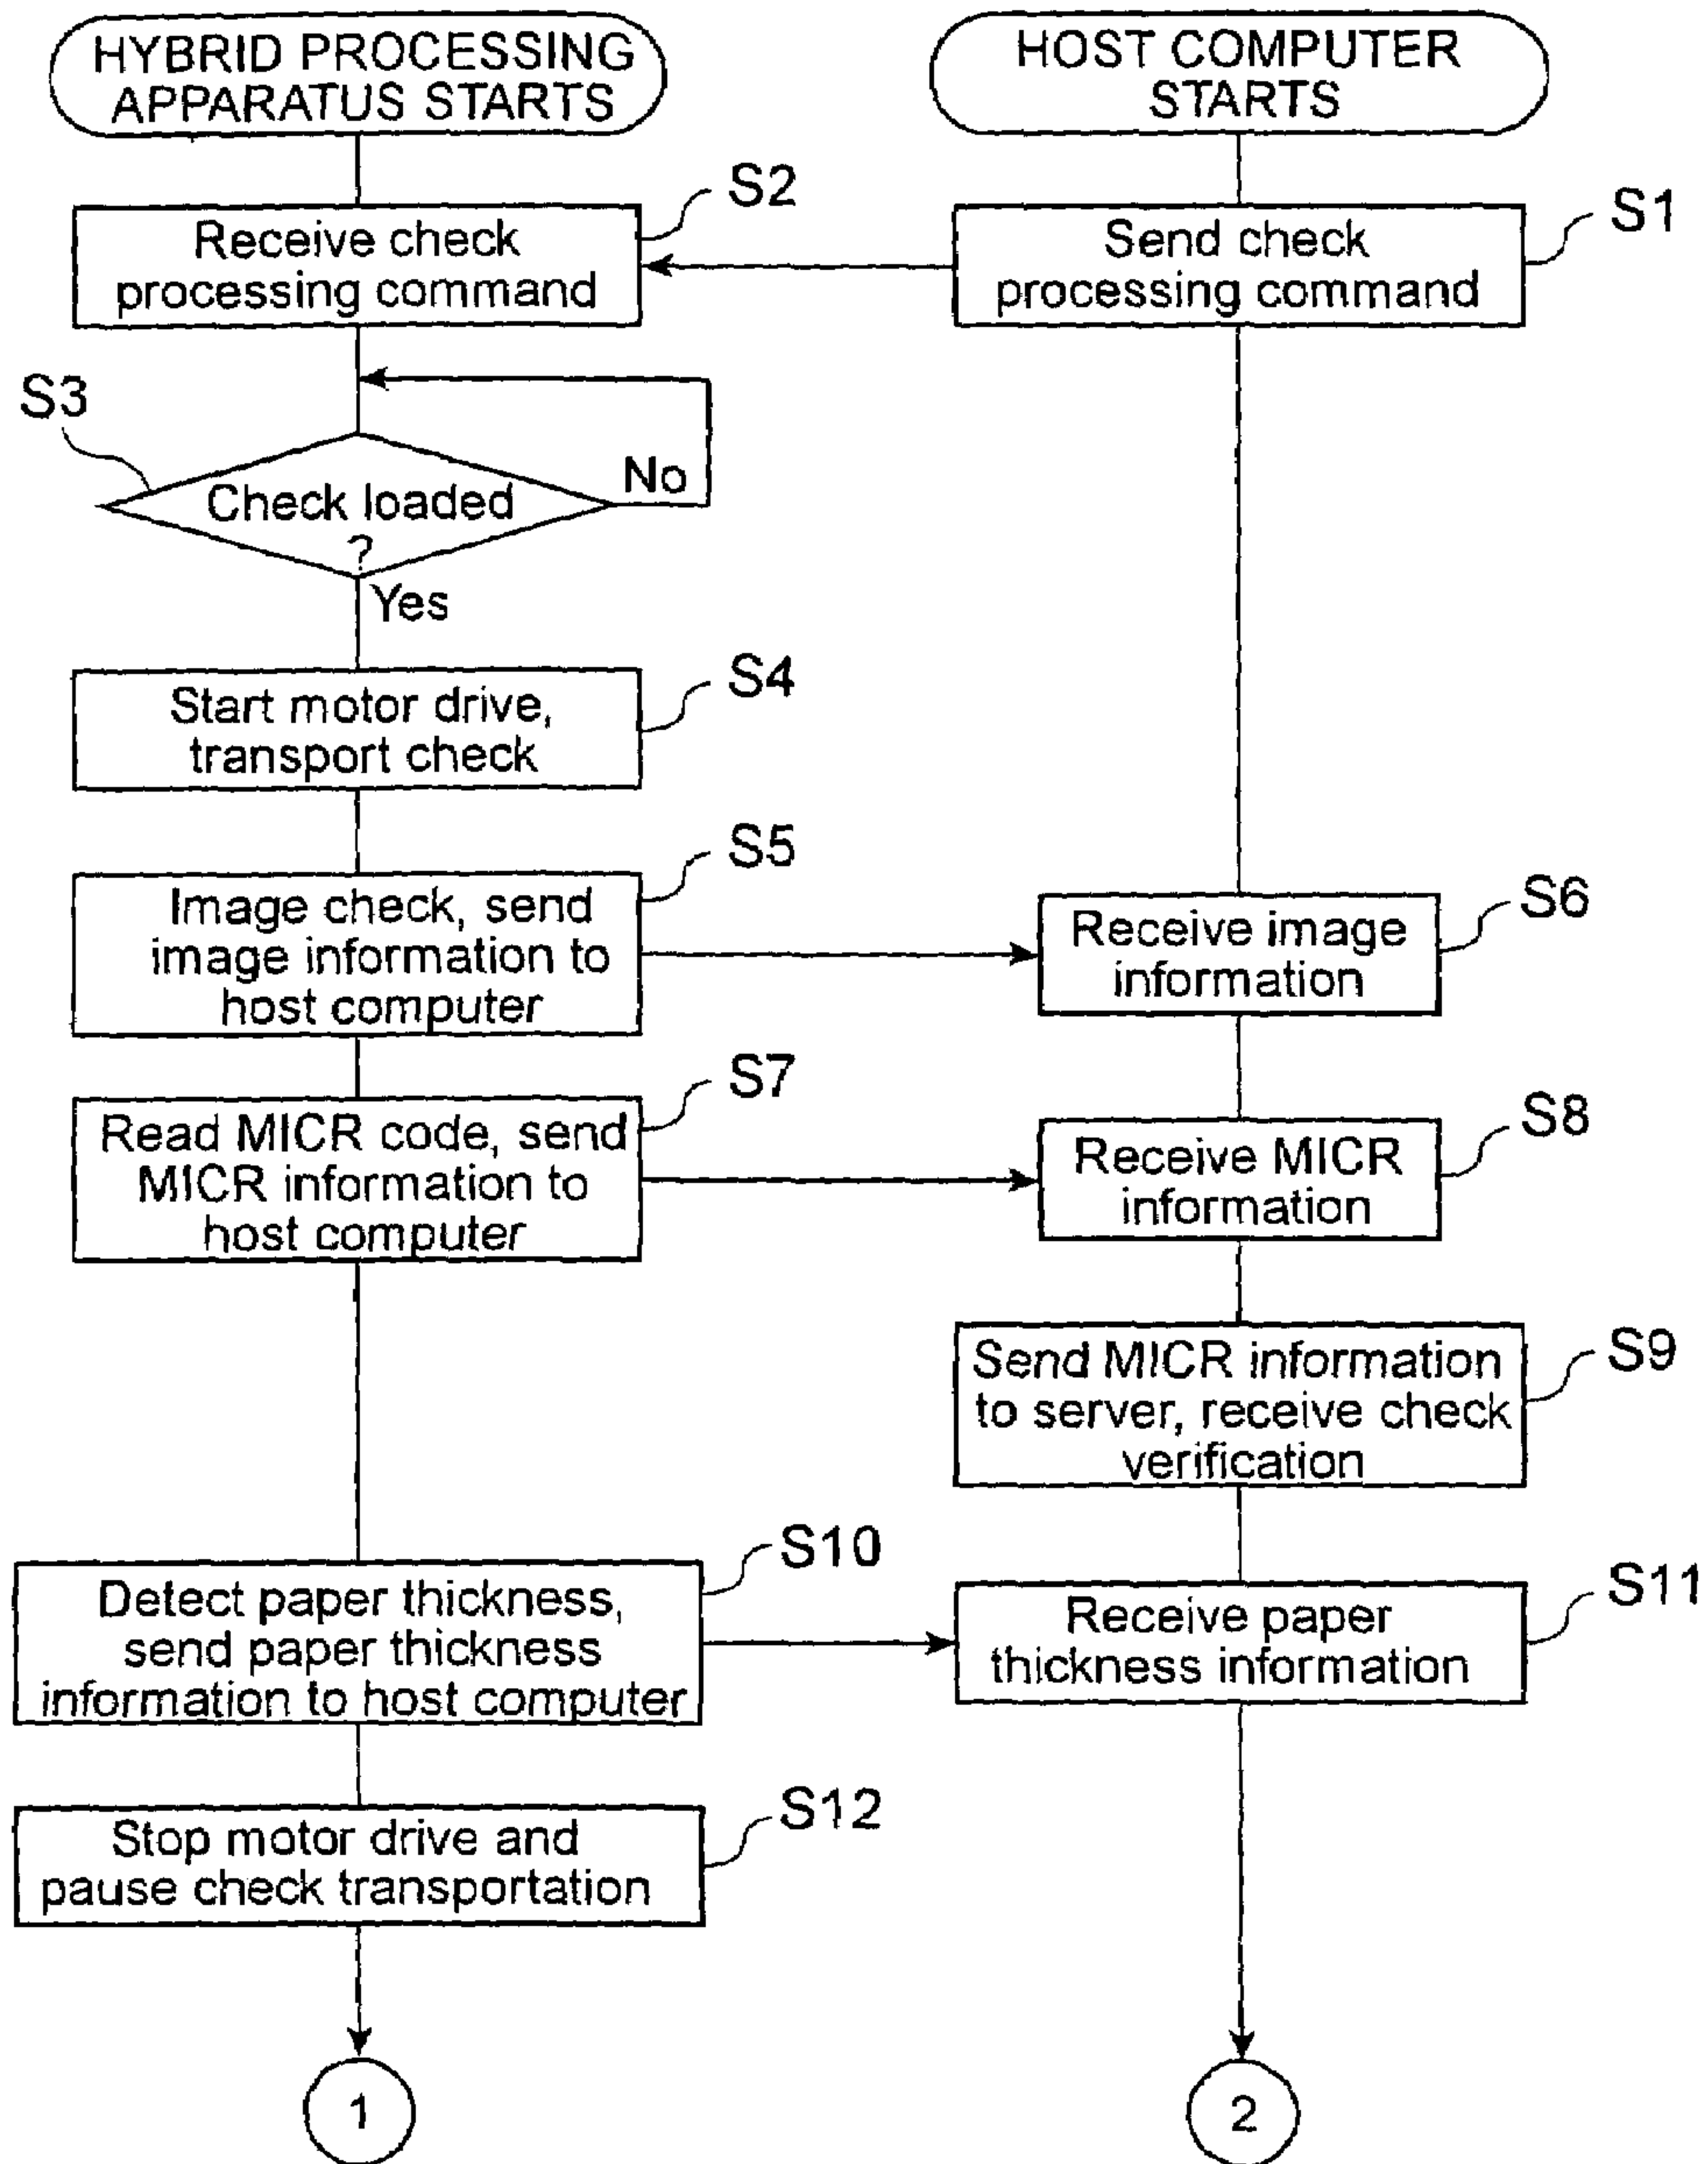 HYBRID PROCESSING
APPARATUS STARTS
HOST COMPUTER
STARTS
S2
Receive check
processing command
S1
Send check
processing command
S3
Check loaded
?
No
Yes
S4
Start motor drive,
transport check
S5
Image check, send
image information to
host computer
S6
Receive image
information
S7
Read MICR code, send
MICR information to
host computer
S8
Receive MICR
information
S9
Send MICR information
to server, receive check
verification
S10
Detect paper thickness,
send paper thickness
information to host computer
S11
Receive paper
thickness information
S12
Stop motor drive and
pause check transportation
1
2